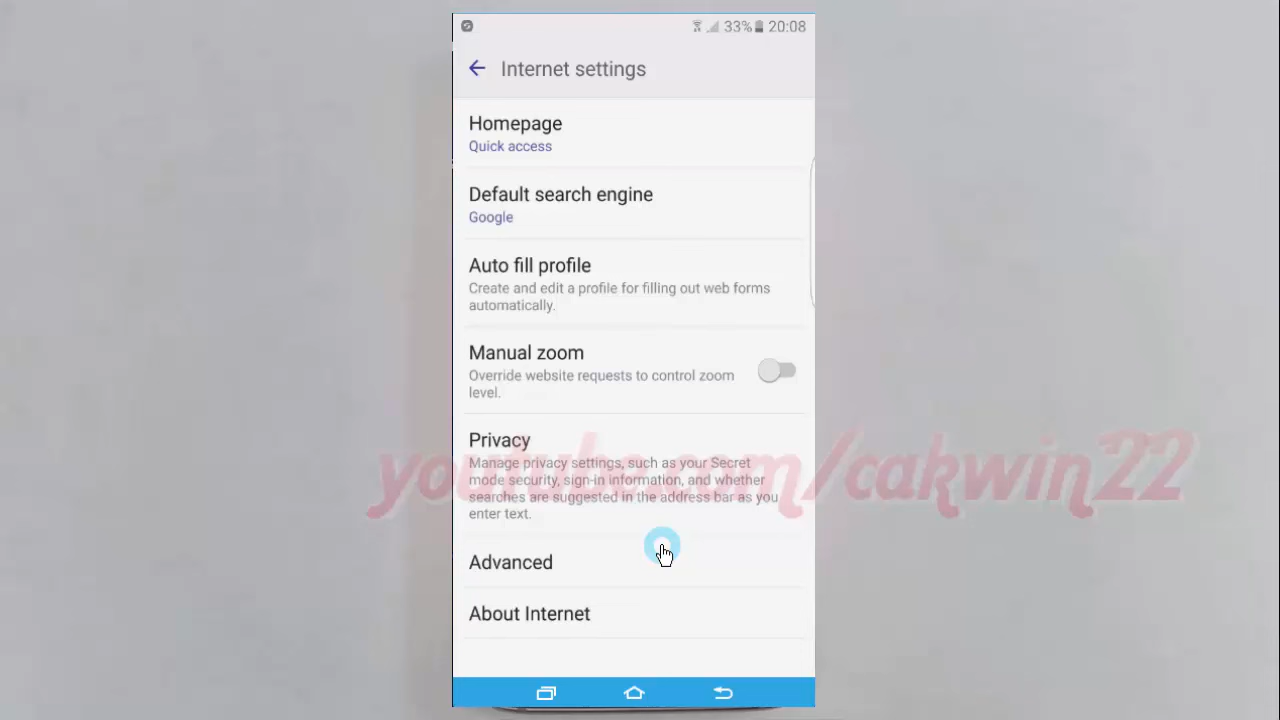 33% 20:08
Internet settings
Homepage
Quick access
Default search engine
Google
Auto fill profile
Create and edit a profile for filling out web forms
automatically.
Manual zoom
Override website requests to control zoom
level.
Privacy
Manage privacy settings, such as your Secret
mode security, sign-in information, and whether
searches are suggested in the address bar as you
enter text.
youtube.com/cakwin22
Advanced
About Internet